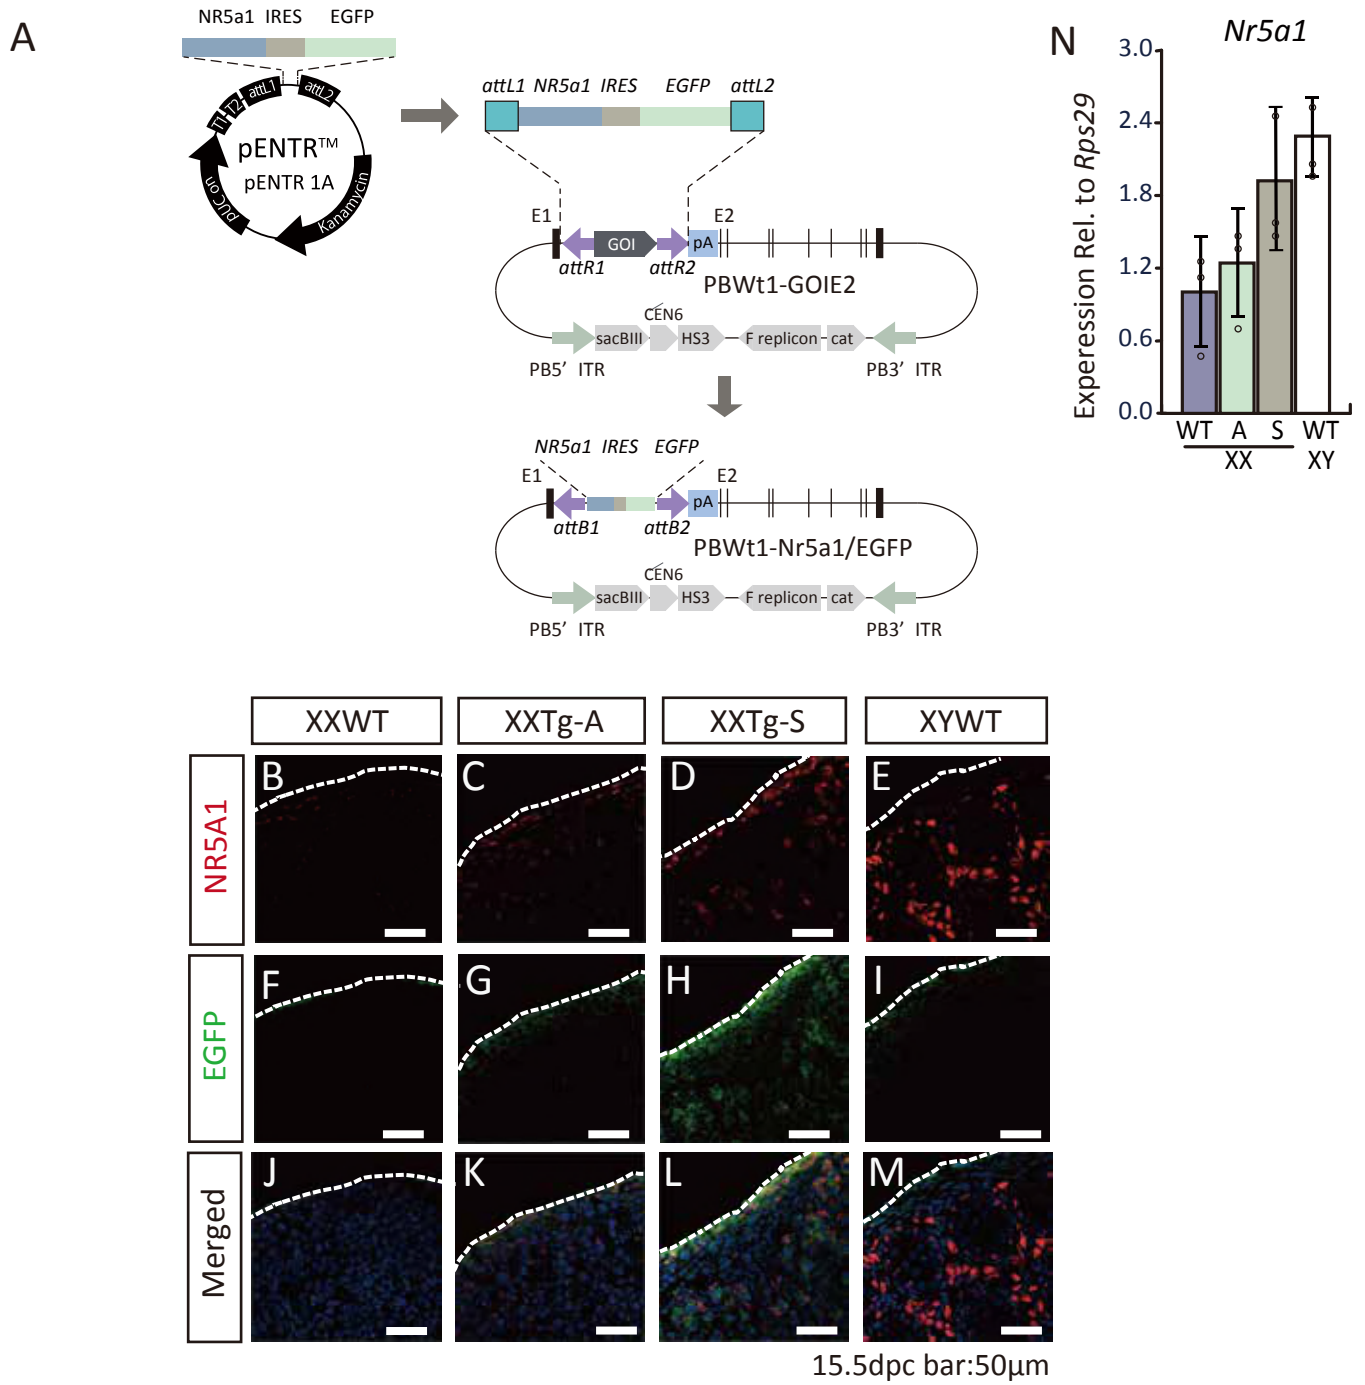 A
NR5a1 IRES EGFP
attL1
attL2
T2
T1
pENTR™
pENTR 1A
pUCori
Kanamycin
attL1 NR5a1 IRES EGFP attL2
E1
GOI
pA
E2
attR1
attR2
PBWt1-GOIE2
CEN6
sacBIII
HS3
F replicon
cat
PB5' ITR
PB3' ITR
NR5a1 IRES EGFP
E1
pA
E2
attB1
attB2
PBWt1-Nr5a1/EGFP
CEN6
sacBIII
HS3
F replicon
cat
PB5' ITR
PB3' ITR
N
Nr5a1
Experession Rel. to Rps29
3.0
2.4
1.8
1.2
0.6
0.0
WT A S WT
XX XY
XXWT
XXTg-A
XXTg-S
XYWT
NR5A1
B
C
D
E
EGFP
F
G
H
I
Merged
J
K
L
M
15.5dpc bar:50μm